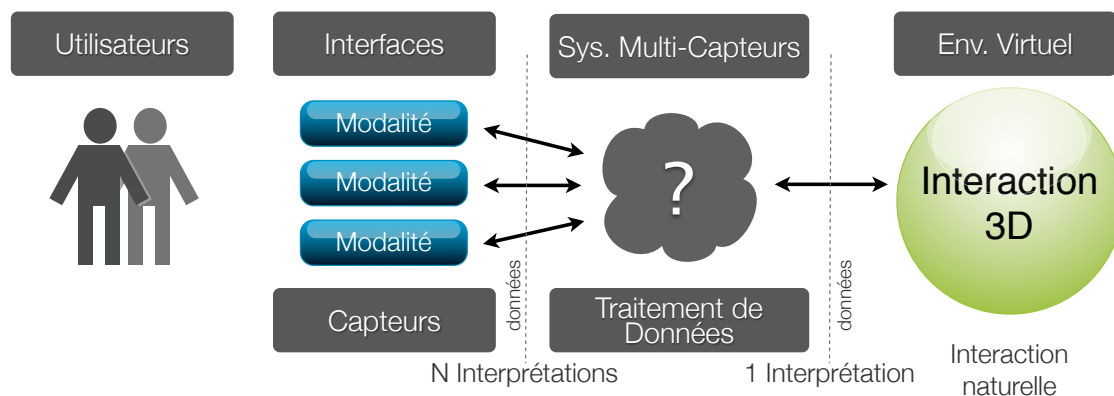 Utilisateurs
Interfaces
Sys. Multi-Capteurs
Env. Virtuel
Modalité
Modalité
Modalité
?
Interaction
3D
données
données
Capteurs
Traitement de
Données
N Interprétations
1 Interprétation
Interaction
naturelle